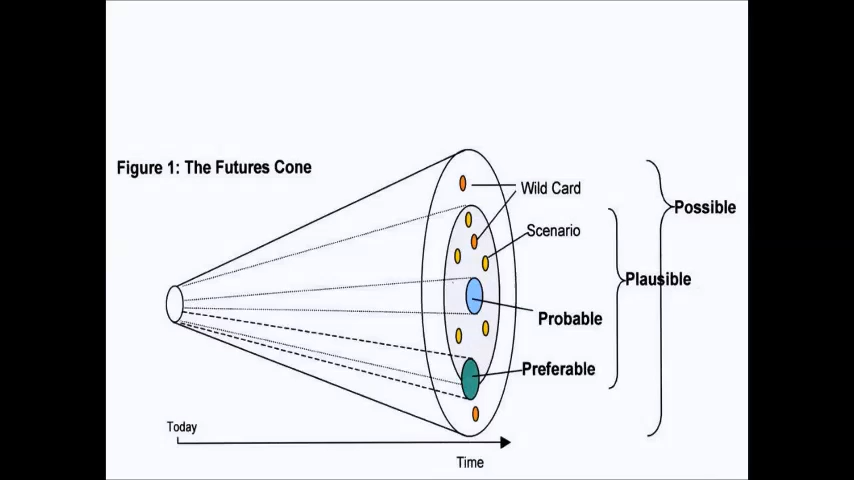 Figure 1: The Futures Cone
Wild Card
Possible
Scenario
Plausible
Probable
Preferable
Today
Time